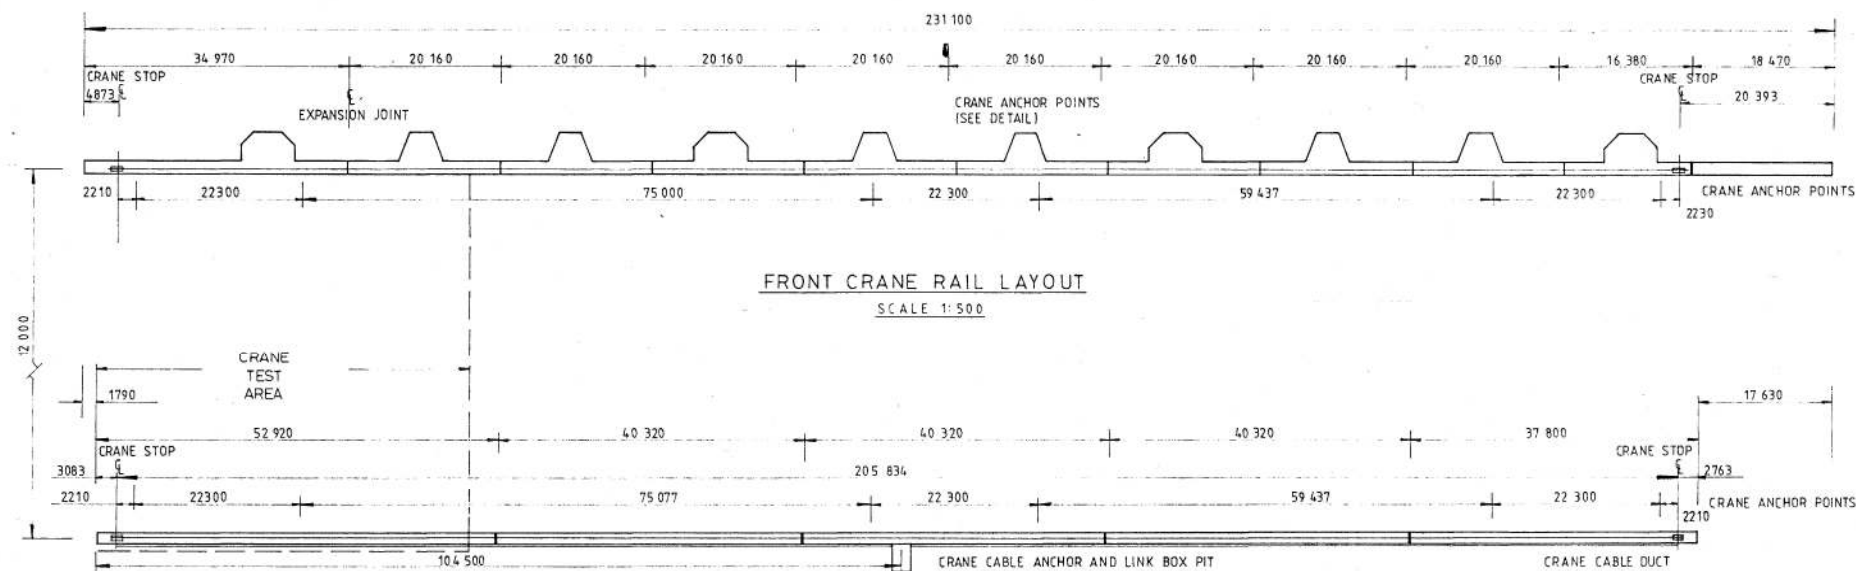 231 100
34 970 20 160 20 160 20 160 20 160 20 160 20 160 20 160 20 160 16 380 18 470
CRANE STOP CRANE STOP
4873 20 393
EXPANSION JOINT
CRANE ANCHOR POINTS
(SEE DETAIL)
2210 22300 75 000 22 300 59 437 22 300 CRANE ANCHOR POINTS
2230
FRONT CRANE RAIL LAYOUT
SCALE 1:500
12 000
CRANE
TEST
AREA
1790 17 630
52 920 40 320 40 320 40 320 37 800
CRANE STOP CRANE STOP
3083 205 834 2763
2210 22300 75 077 22 300 59 437 22 300 CRANE ANCHOR POINTS
2210
104 500 CRANE CABLE ANCHOR AND LINK BOX PIT CRANE CABLE DUCT